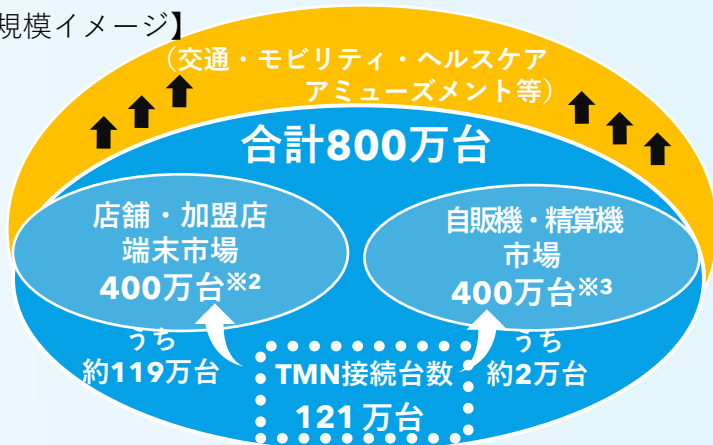 規模イメージ】
（交通・モビリティ・ヘルスケア
アミューズメント等）
合計800万台
店舗・加盟店
端末市場
400万台※2
自販機・精算機
市場
400万台※3
うち
約119万台
TMN接続台数
121万台
うち
約2万台